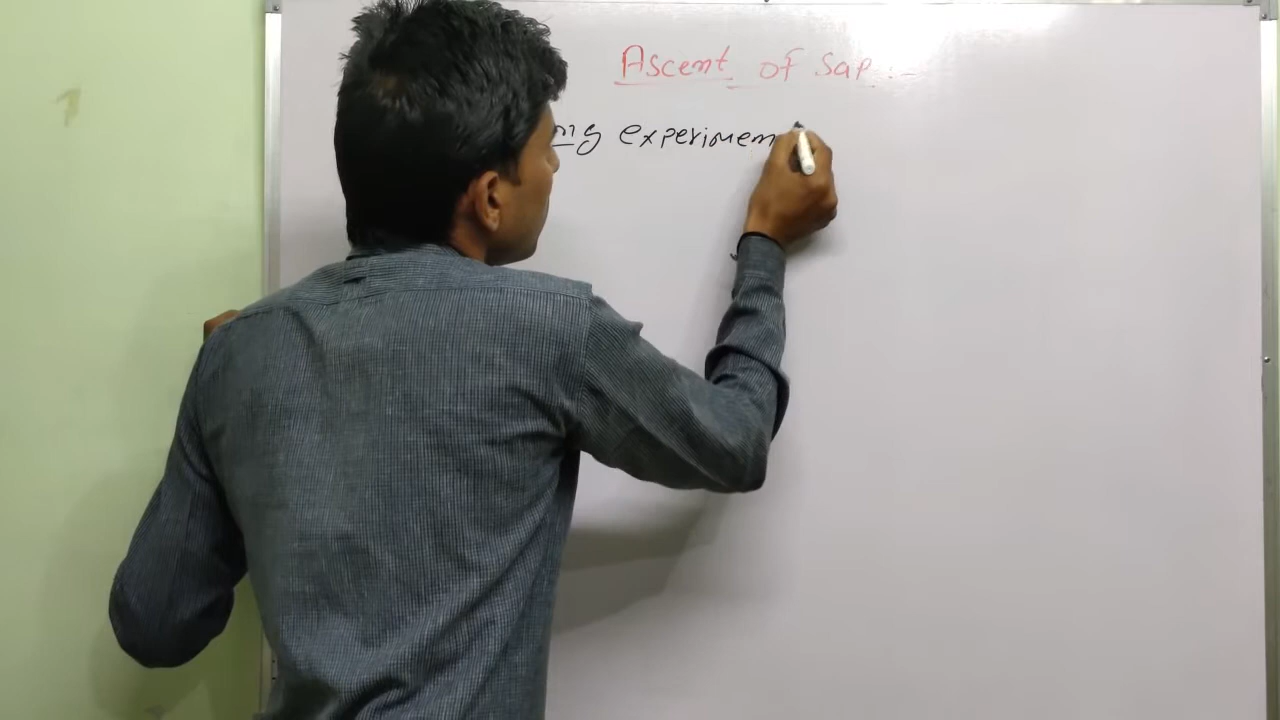 Ascent of Sap :-
ng experimen